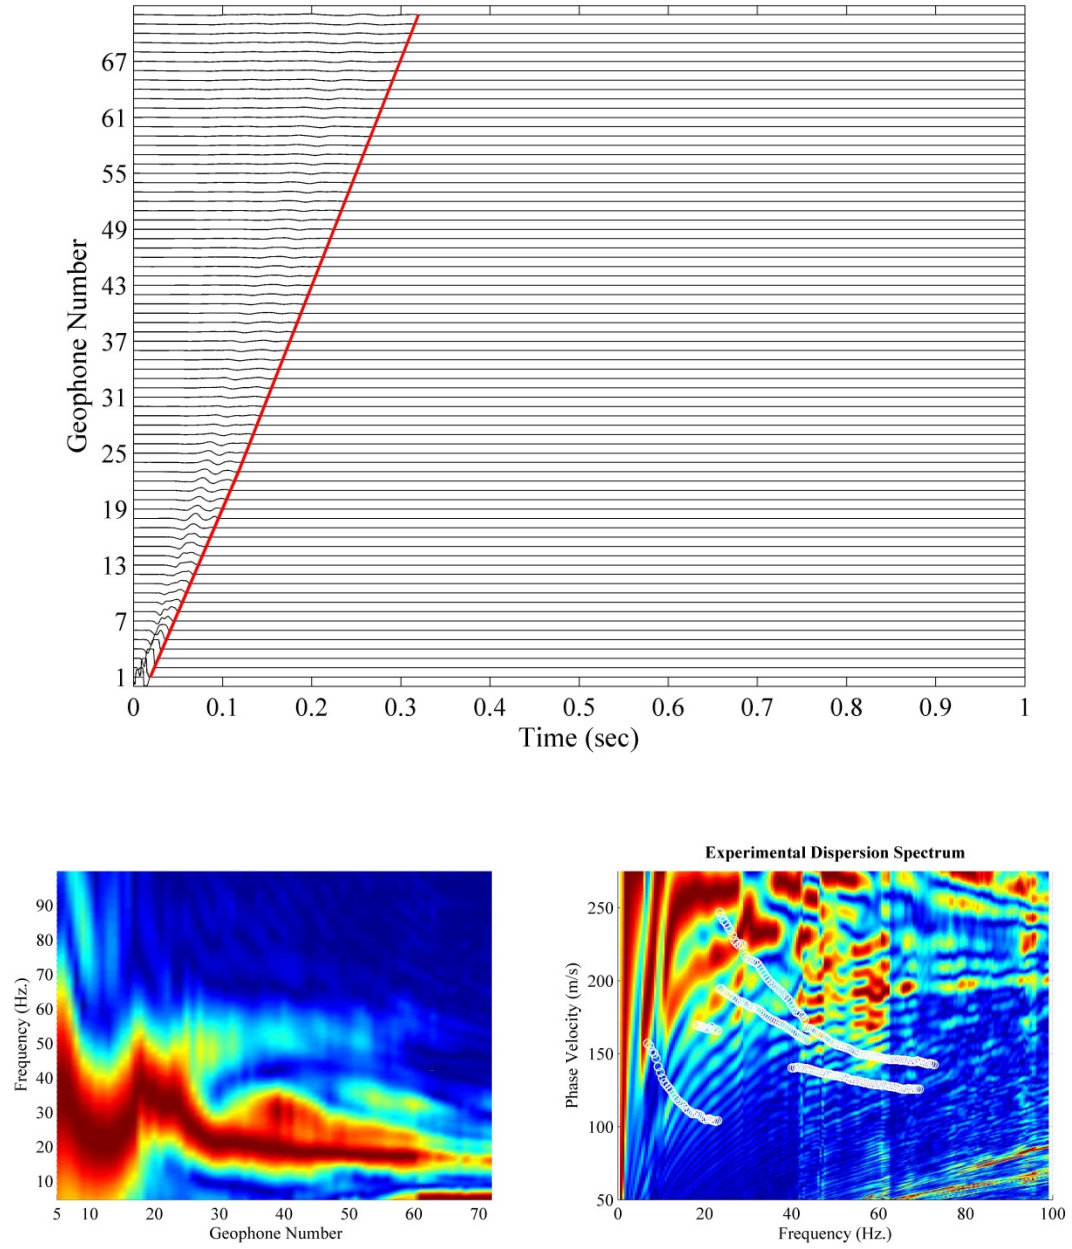 67
61
55
49
43
37
31
25
19
13
7
1
Geophone Number
0 0.1 0.2 0.3 0.4 0.5 0.6 0.7 0.8 0.9 1
Time (sec)
90
80
70
60
50
40
30
20
10
Frequency (Hz.)
5 10 20 30 40 50 60 70
Geophone Number
Experimental Dispersion Spectrum
250
200
150
100
50
Phase Velocity (m/s)
0 20 40 60 80 100
Frequency (Hz.)